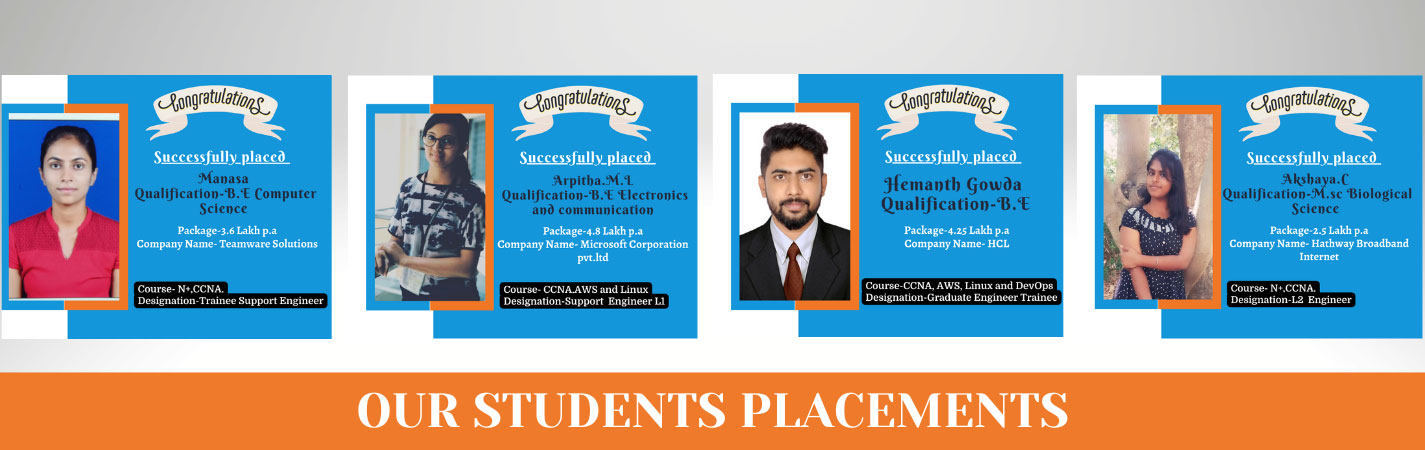 Congratulations
Successfully placed
Manasa
Qualification-B.E Computer
Science
Package-3.6 Lakh p.a
Company Name- Teamware Solutions
Course- N+,CCNA.
Designation-Trainee Support Engineer
Congratulations
Successfully placed
Arpitha.M.L
Qualification-B.E Electronics
and communication
Package-4.8 Lakh p.a
Company Name- Microsoft Corporation
pvt.ltd
Course- CCNA.AWS and Linux
Designation-Support Engineer L1
Congratulations
Successfully placed
Hemanth Gowda
Qualification-B.E
Package-4.25 Lakh p.a
Company Name- HCL
Course-CCNA, AWS, Linux and DevOps
Designation-Graduate Engineer Trainee
Congratulations
Successfully placed
Akshaya.C
Qualification-M.sc Biological
Science
Package-2.5 Lakh p.a
Company Name- Hathway Broadband
Internet
Course- N+,CCNA.
Designation-L2 Engineer
OUR STUDENTS PLACEMENTS